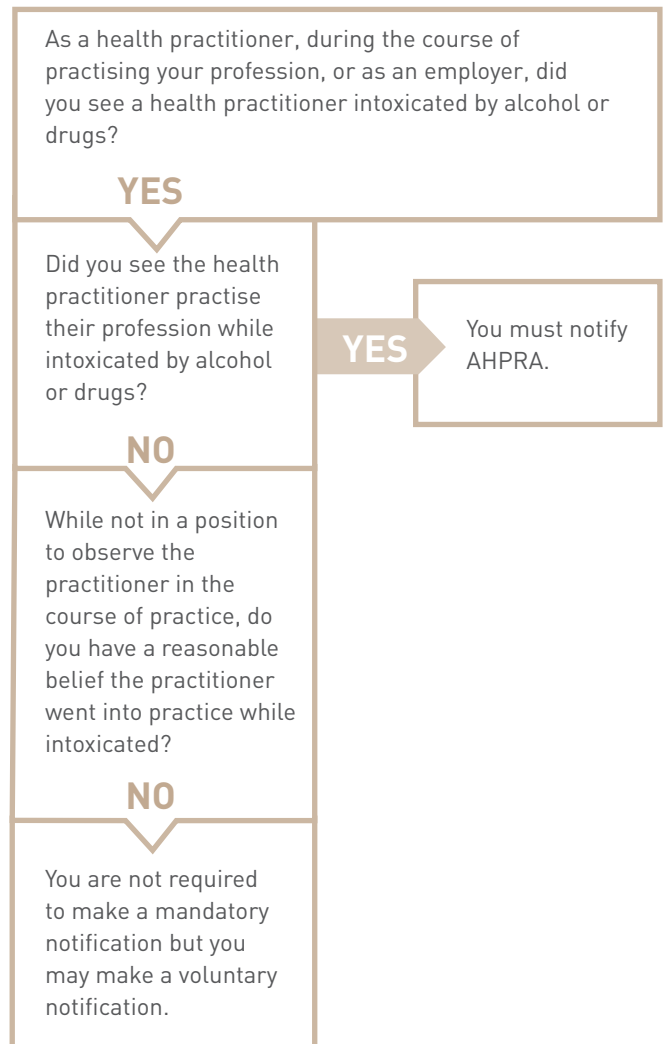 As a health practitioner, during the course of
practising your profession, or as an employer, did
you see a health practitioner intoxicated by alcohol or
drugs?
YES
Did you see the health
practitioner practise
their profession while
intoxicated by alcohol
or drugs?
YES
You must notify
AHPRA.
NO
While not in a position
to observe the
practitioner in the
course of practice, do
you have a reasonable
belief the practitioner
went into practice while
intoxicated?
NO
You are not required
to make a mandatory
notification but you
may make a voluntary
notification.